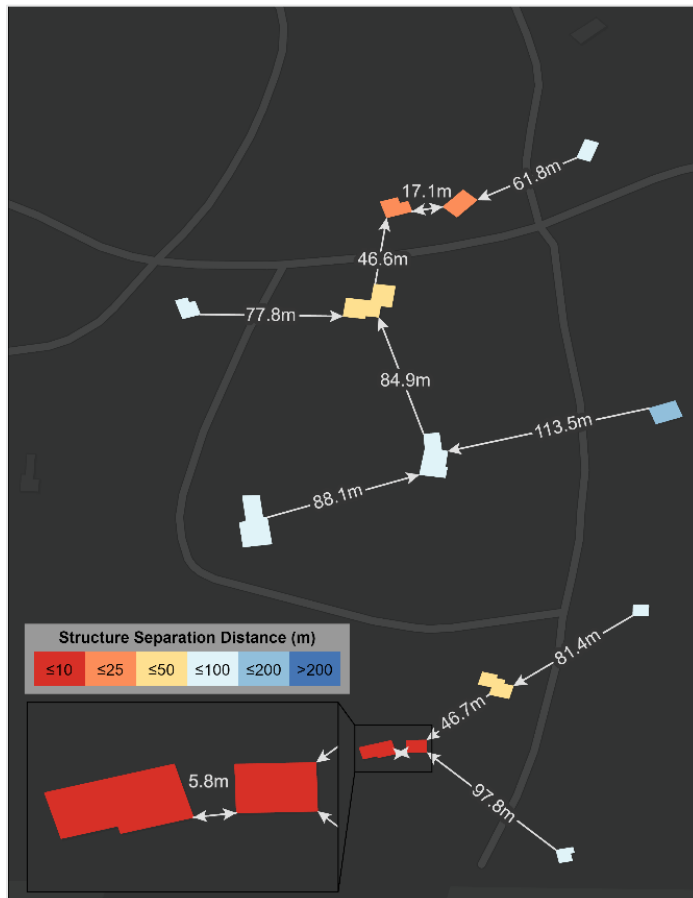 17.1m
61.8m
46.6m
77.8m
84.9m
113.5m
88.1m
Structure Separation Distance (m)
≤10 ≤25 ≤50 ≤100 ≤200 >200
81.4m
46.7m
5.8m
97.8m